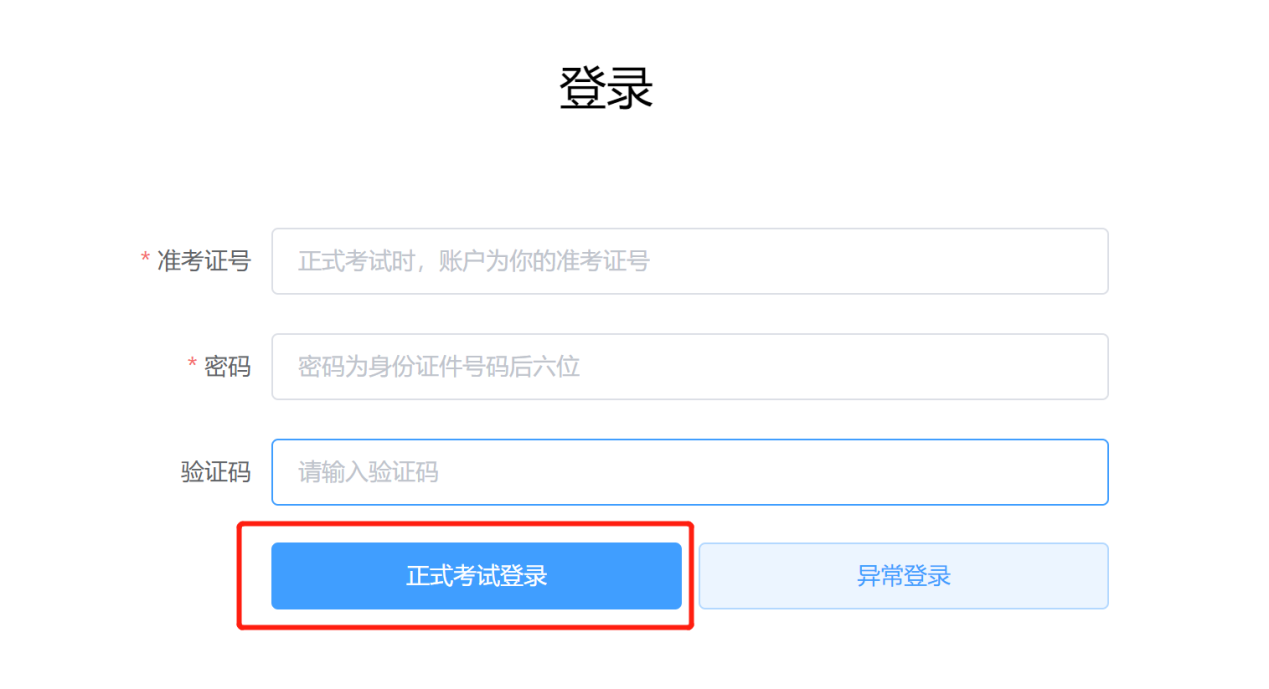 登录
* 准考证号 正式考试时，账户为你的准考证号
* 密码 密码为身份证件号码后六位
验证码 请输入验证码
正式考试登录 异常登录